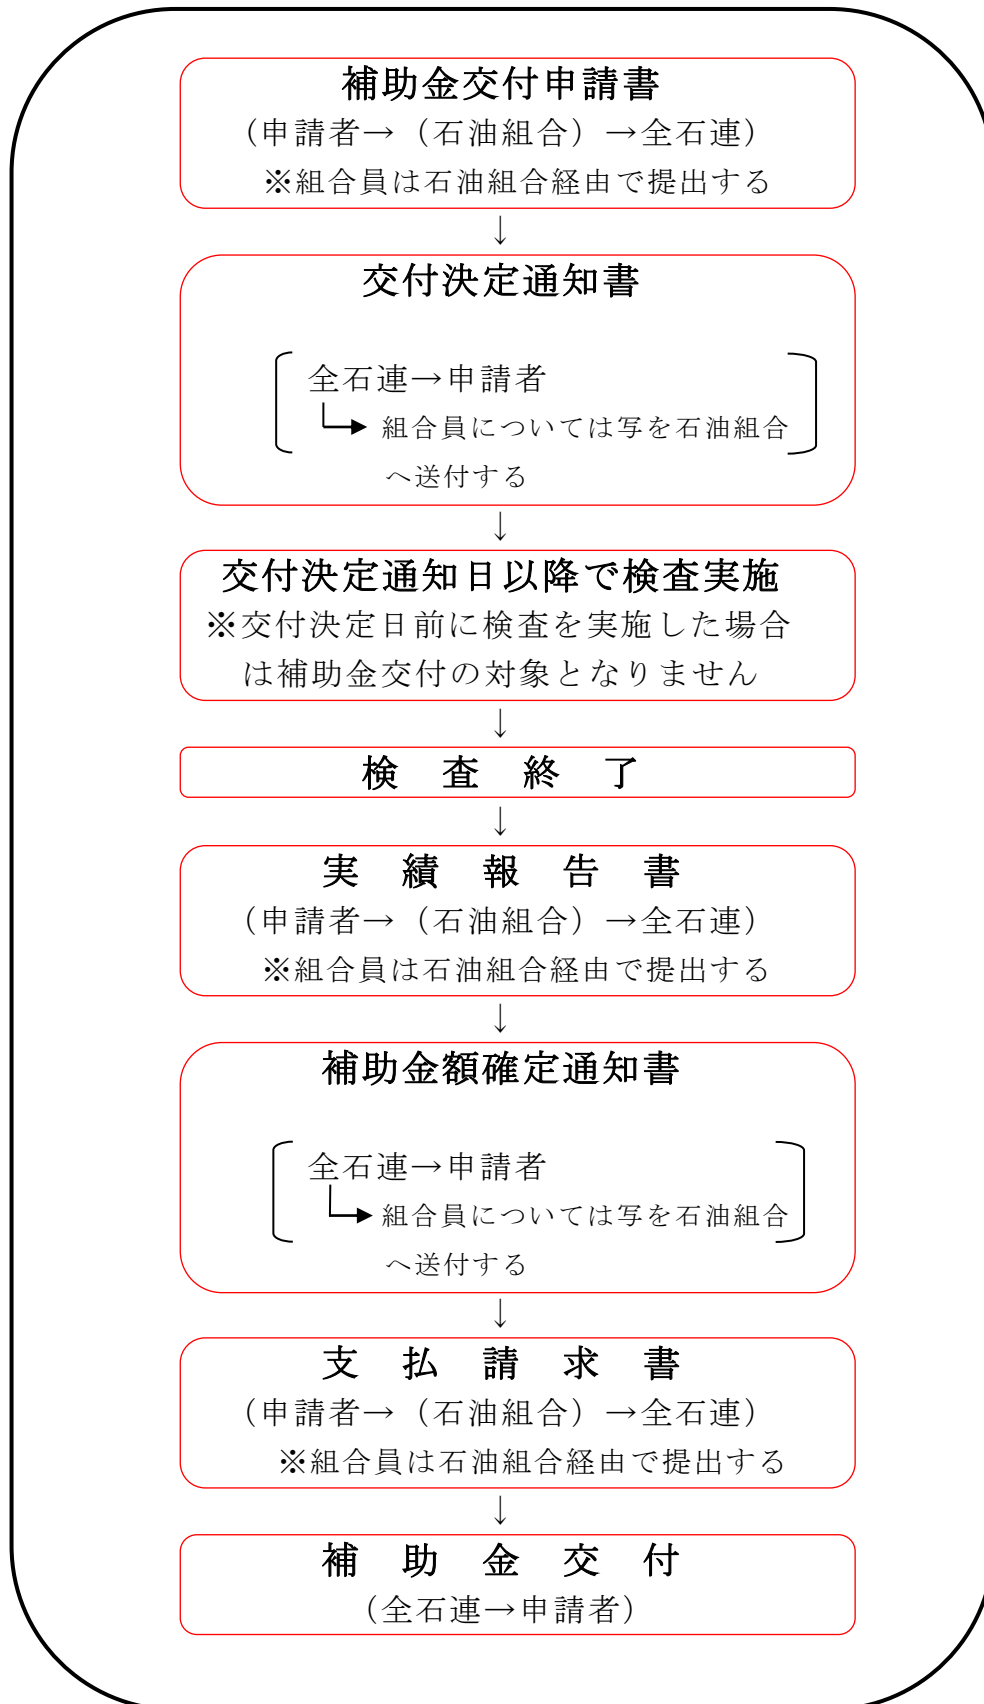 補助金交付申請書
（申請者→（石油組合）→全石連）
※組合員は石油組合経由で提出する
↓
交付決定通知書
全石連→申請者
組合員については写を石油組合
へ送付する
↓
交付決定通知日以降で検査実施
※交付決定日前に検査を実施した場合
は補助金交付の対象となりません
↓
検　査　終　了
↓
実　績　報　告　書
（申請者→（石油組合）→全石連）
※組合員は石油組合経由で提出する
↓
補助金額確定通知書
全石連→申請者
組合員については写を石油組合
へ送付する
↓
支　払　請　求　書
（申請者→（石油組合）→全石連）
※組合員は石油組合経由で提出する
↓
補　助　金　交　付
（全石連→申請者）